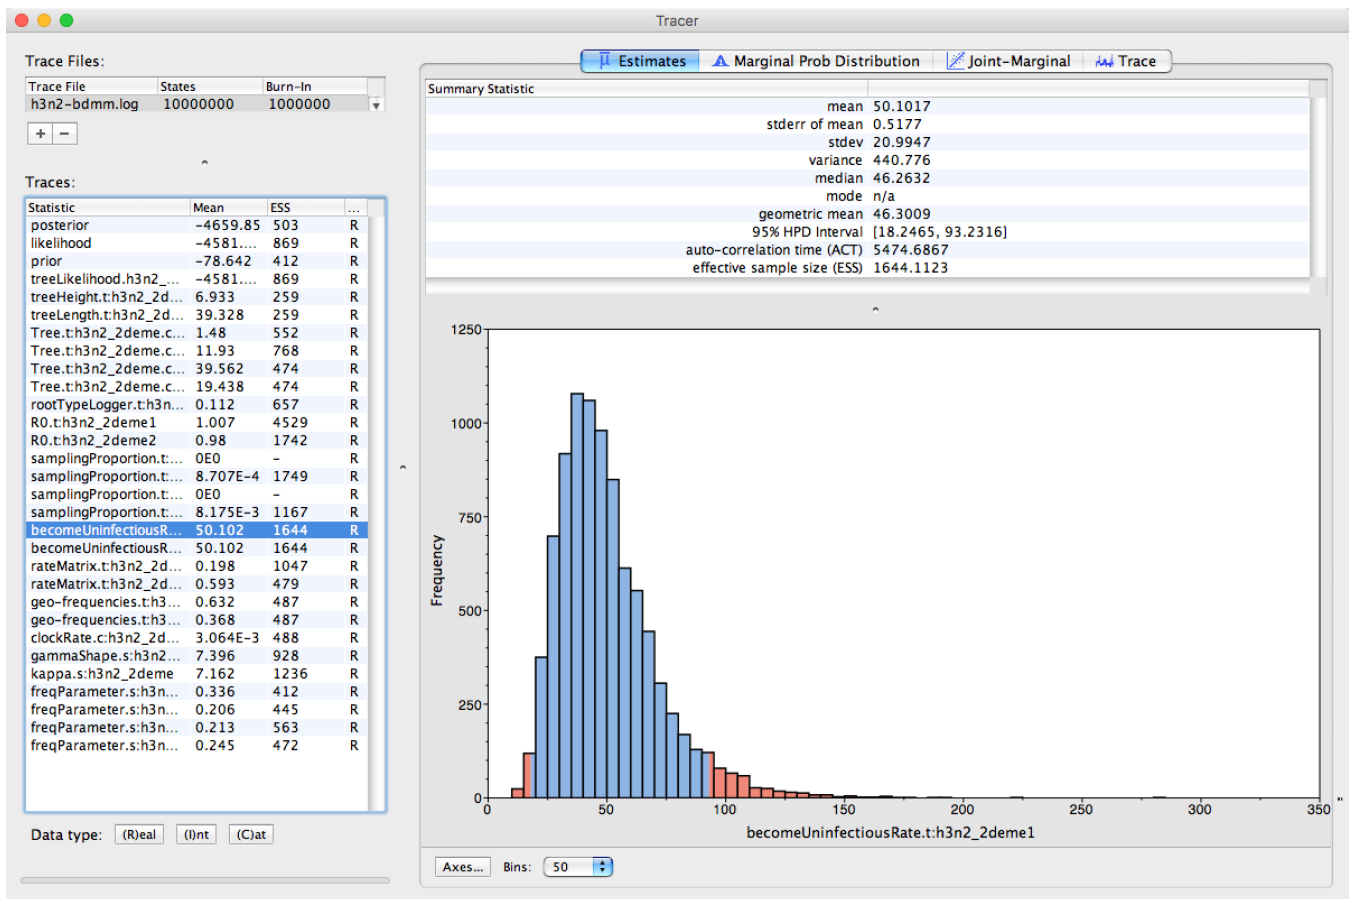 Tracer
Trace Files:
Trace File States Burn-In
h3n2-bdmm.log 10000000 1000000
+ −
Traces:
Statistic Mean ESS ...
posterior -4659.85 503 R
likelihood -4581.... 869 R
prior -78.642 412 R
treeLikelihood.h3n2_... -4581.... 869 R
treeHeight.t:h3n2_2d... 6.933 259 R
treeLength.t:h3n2_2d... 39.328 259 R
Tree.t:h3n2_2deme.c... 1.48 552 R
Tree.t:h3n2_2deme.c... 11.93 768 R
Tree.t:h3n2_2deme.c... 39.562 474 R
Tree.t:h3n2_2deme.c... 19.438 474 R
rootTypeLogger.t:h3n... 0.112 657 R
R0.t:h3n2_2deme1 1.007 4529 R
R0.t:h3n2_2deme2 0.98 1742 R
samplingProportion.t:... 0E0 - R
samplingProportion.t:... 8.707E-4 1749 R
samplingProportion.t:... 0E0 - R
samplingProportion.t:... 8.175E-3 1167 R
becomeUninfectiousR... 50.102 1644 R
becomeUninfectiousR... 50.102 1644 R
rateMatrix.t:h3n2_2d... 0.198 1047 R
rateMatrix.t:h3n2_2d... 0.593 479 R
geo-frequencies.t:h3... 0.632 487 R
geo-frequencies.t:h3... 0.368 487 R
clockRate.c:h3n2_2d... 3.064E-3 488 R
gammaShape.s:h3n2... 7.396 928 R
kappa.s:h3n2_2deme 7.162 1236 R
freqParameter.s:h3n... 0.336 412 R
freqParameter.s:h3n... 0.206 445 R
freqParameter.s:h3n... 0.213 563 R
freqParameter.s:h3n... 0.245 472 R
Data type: (R)eal (I)nt (C)at
Estimates Marginal Prob Distribution Joint-Marginal Trace
Summary Statistic
mean 50.1017
stderr of mean 0.5177
stdev 20.9947
variance 440.776
median 46.2632
mode n/a
geometric mean 46.3009
95% HPD Interval [18.2465, 93.2316]
auto-correlation time (ACT) 5474.6867
effective sample size (ESS) 1644.1123
1250
1000
750
500
250
0
Frequency
0 50 100 150 200 250 300 350
becomeUninfectiousRate.t:h3n2_2deme1
Axes... Bins: 50